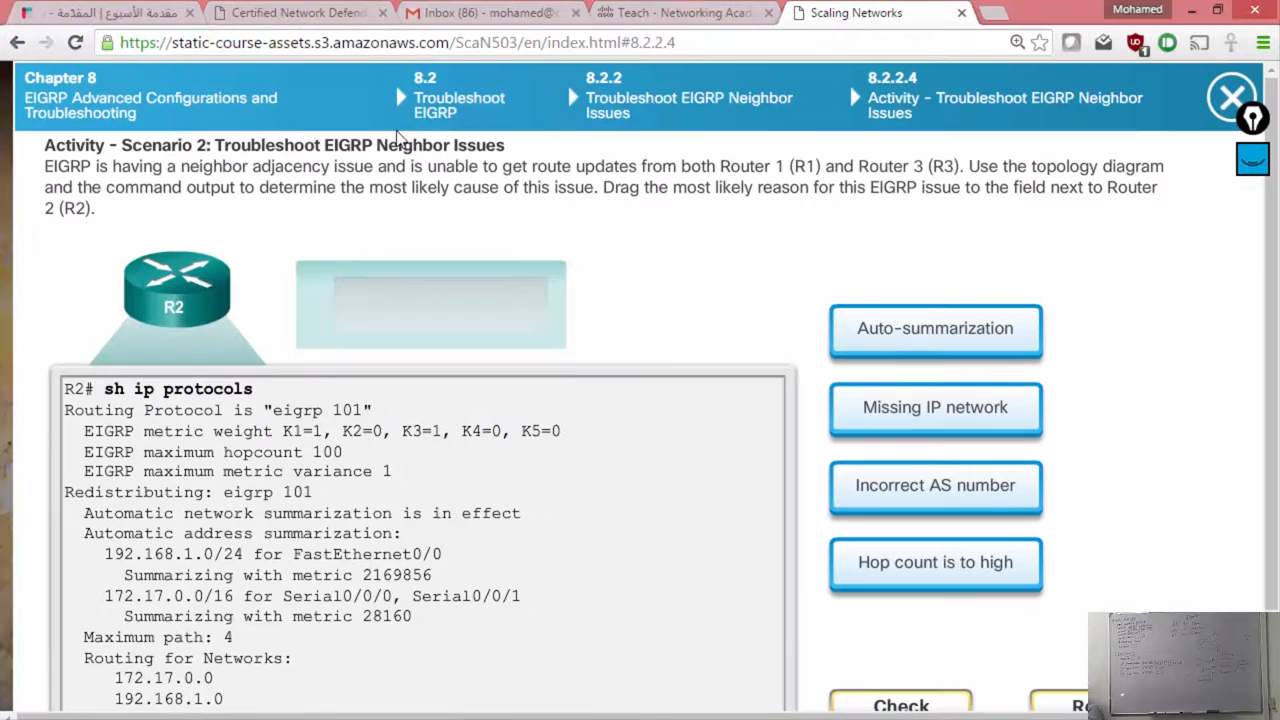 مقدمة الأسبوع | المقدّمة -
Certified Network Defend
Inbox (86) - mohamed@c
Teach - Networking Acad
Scaling Networks
Mohamed
https://static-course-assets.s3.amazonaws.com/ScaN503/en/index.html#8.2.2.4
Chapter 8
EIGRP Advanced Configurations and
Troubleshooting
8.2
Troubleshoot
EIGRP
8.2.2
Troubleshoot EIGRP Neighbor
Issues
8.2.2.4
Activity - Troubleshoot EIGRP Neighbor
Issues
Activity - Scenario 2: Troubleshoot EIGRP Neighbor Issues
EIGRP is having a neighbor adjacency issue and is unable to get route updates from both Router 1 (R1) and Router 3 (R3). Use the topology diagram
and the command output to determine the most likely cause of this issue. Drag the most likely reason for this EIGRP issue to the field next to Router
2 (R2).
R2
R2# sh ip protocols
Routing Protocol is "eigrp 101"
EIGRP metric weight K1=1, K2=0, K3=1, K4=0, K5=0
EIGRP maximum hopcount 100
EIGRP maximum metric variance 1
Redistributing: eigrp 101
Automatic network summarization is in effect
Automatic address summarization:
192.168.1.0/24 for FastEthernet0/0
Summarizing with metric 2169856
172.17.0.0/16 for Serial0/0/0, Serial0/0/1
Summarizing with metric 28160
Maximum path: 4
Routing for Networks:
172.17.0.0
192.168.1.0
Auto-summarization
Missing IP network
Incorrect AS number
Hop count is to high
Check